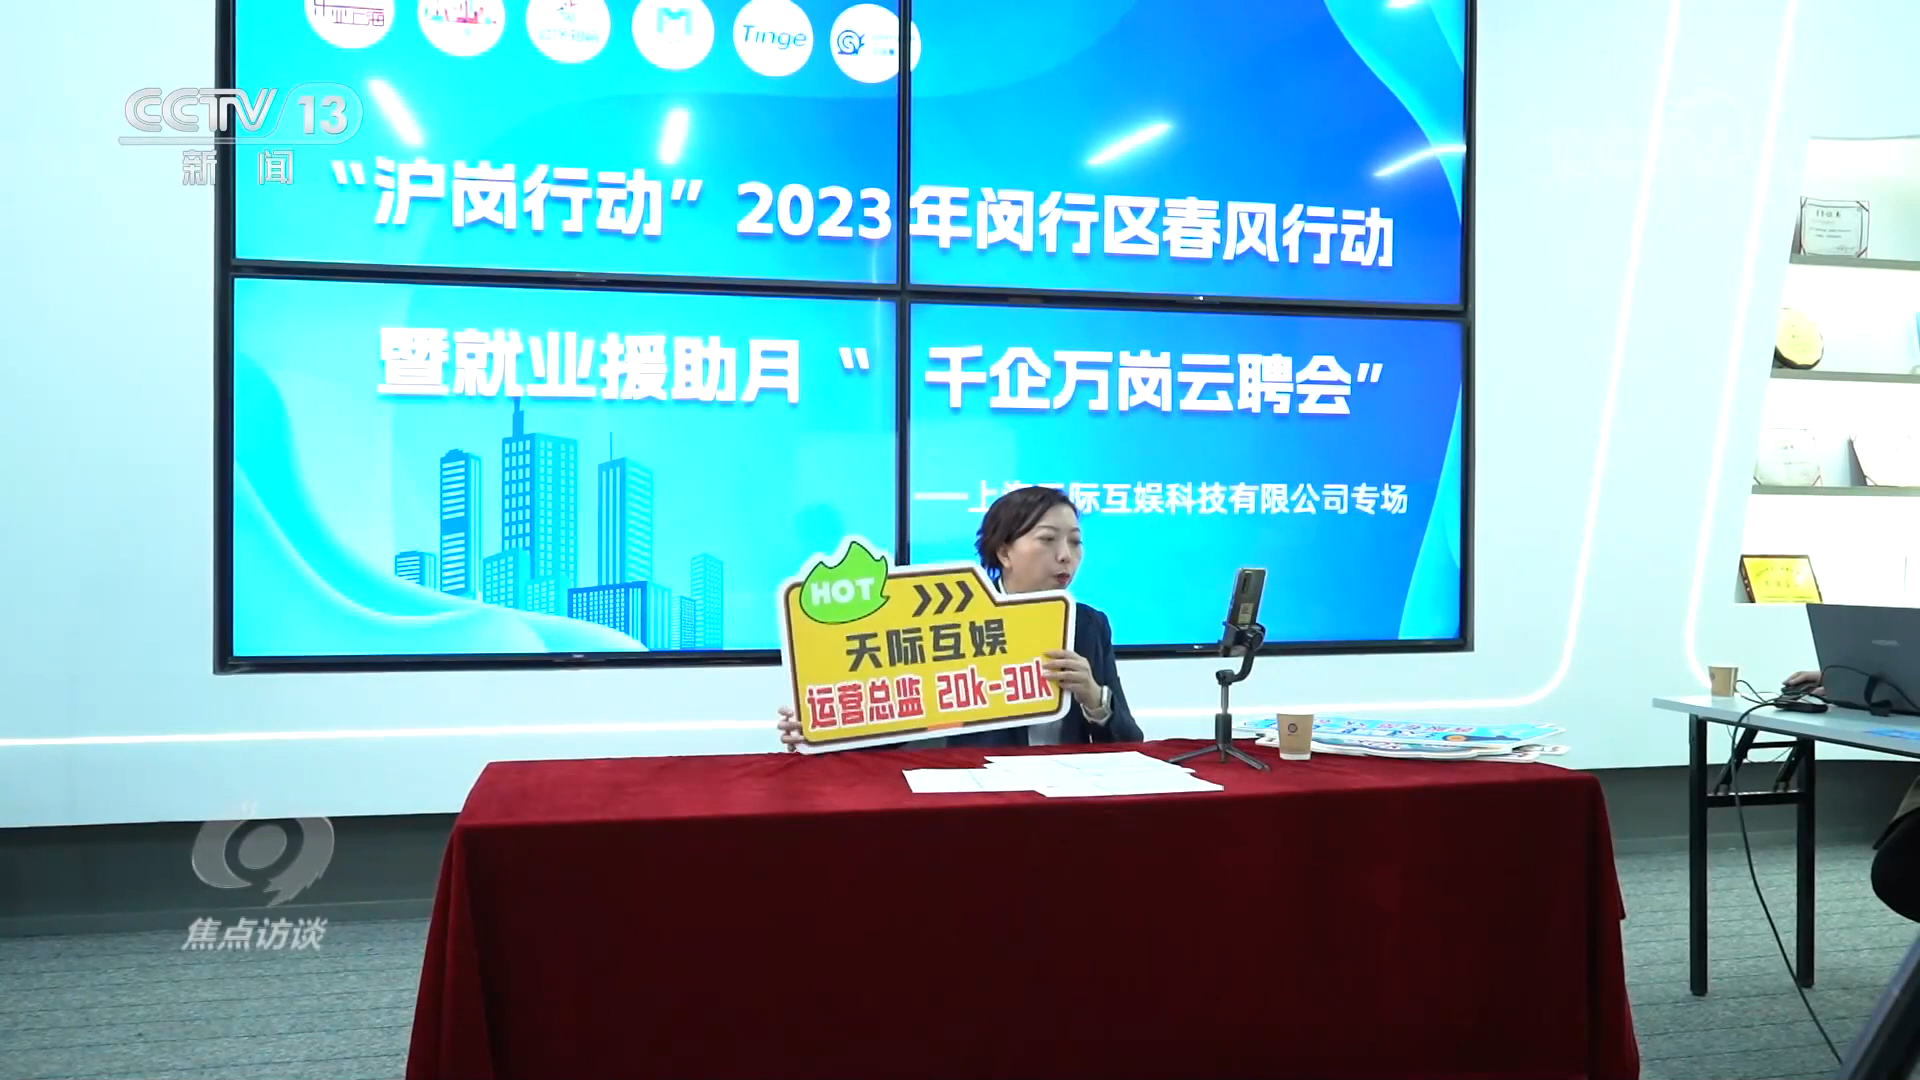 Tinge
CCTV 13
新闻
“沪岗行动”2023年闵行区春风行动
暨就业援助月“ 千企万岗云聘会”
——上海天际互娱科技有限公司专场
HOT
天际互娱
运营总监 20k-30k
焦点访谈